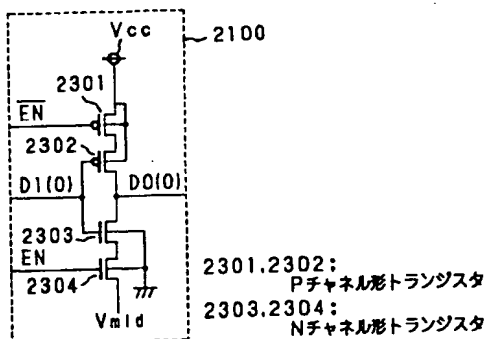 Vcc
2100
2301
EN
2302
DI(0)
DO(0)
2303
EN
2304
Vmid
2301,2302:
Pチャネル形トランジスタ
2303,2304:
Nチャネル形トランジスタ